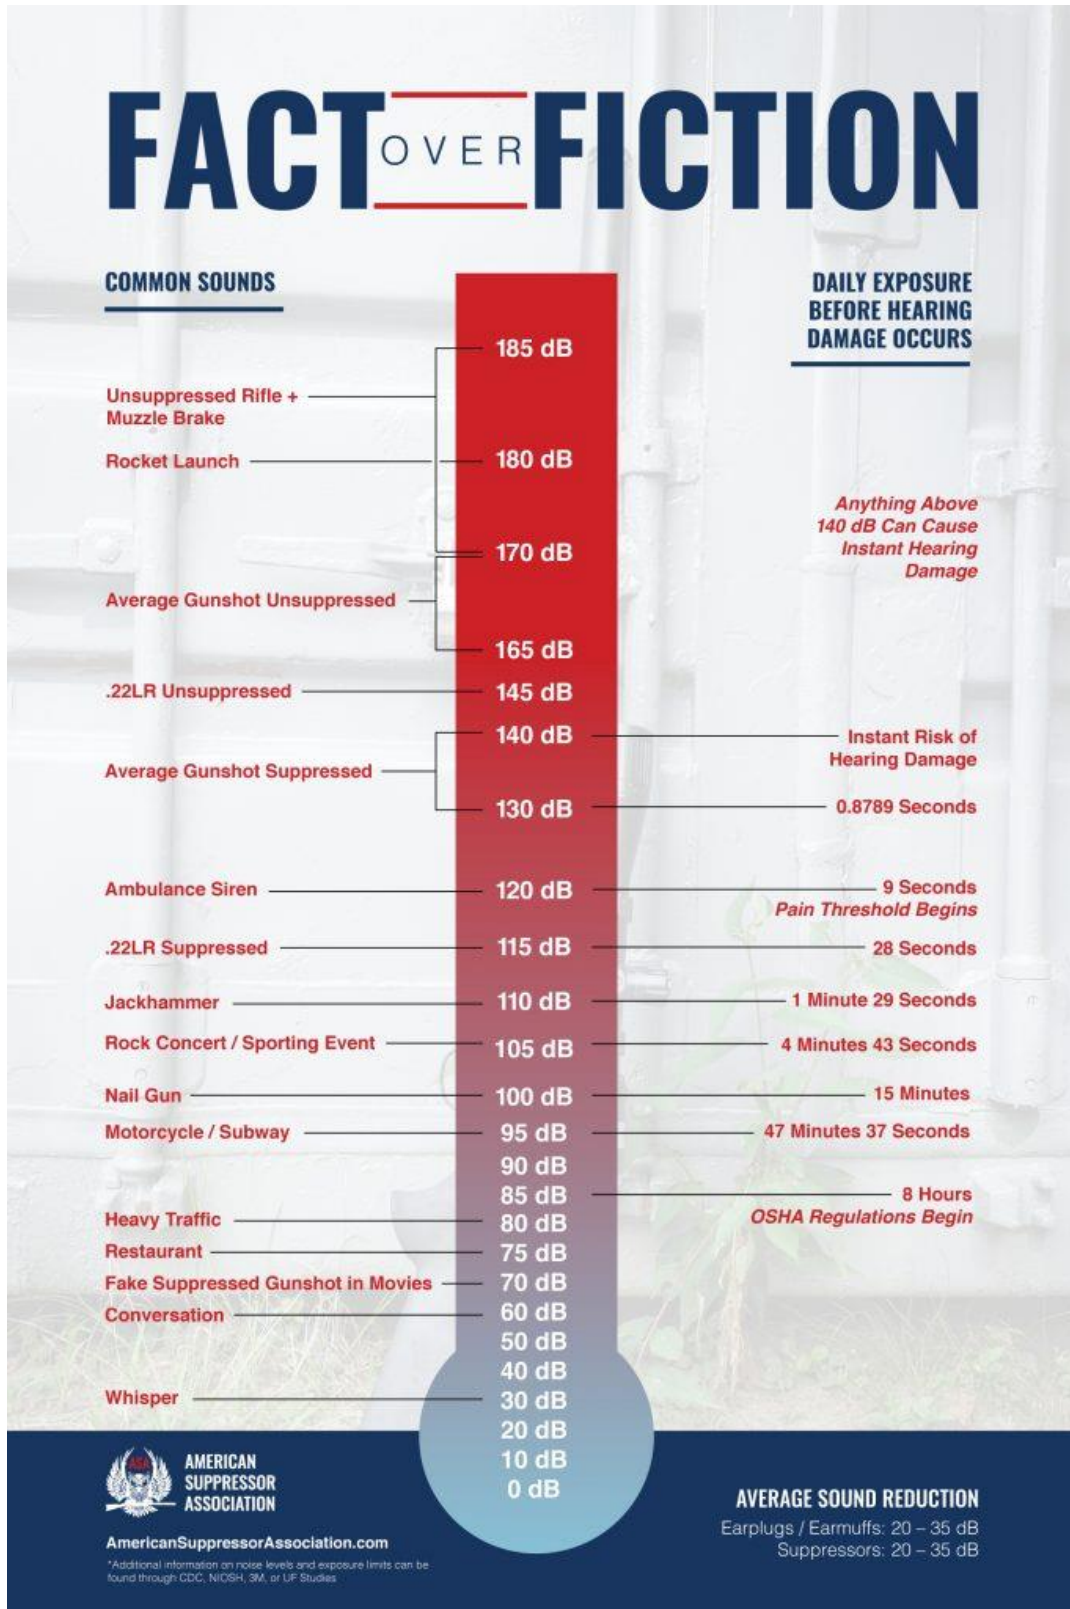 FACT OVER FICTION
COMMON SOUNDS
DAILY EXPOSURE
BEFORE HEARING
DAMAGE OCCURS
185 dB
Unsuppressed Rifle +
Muzzle Brake
Rocket Launch
180 dB
Anything Above
140 dB Can Cause
Instant Hearing
Damage
170 dB
Average Gunshot Unsuppressed
165 dB
.22LR Unsuppressed
145 dB
140 dB
Instant Risk of
Hearing Damage
Average Gunshot Suppressed
130 dB
0.8789 Seconds
Ambulance Siren
120 dB
9 Seconds
Pain Threshold Begins
.22LR Suppressed
115 dB
28 Seconds
Jackhammer
110 dB
1 Minute 29 Seconds
Rock Concert / Sporting Event
105 dB
4 Minutes 43 Seconds
Nail Gun
100 dB
15 Minutes
Motorcycle / Subway
95 dB
47 Minutes 37 Seconds
90 dB
85 dB
8 Hours
OSHA Regulations Begin
Heavy Traffic
80 dB
Restaurant
75 dB
Fake Suppressed Gunshot in Movies
70 dB
Conversation
60 dB
50 dB
40 dB
Whisper
30 dB
20 dB
10 dB
0 dB
ASA
AMERICAN
SUPPRESSOR
ASSOCIATION
AmericanSuppressorAssociation.com
*Additional information on noise levels and exposure limits can be
found through CDC, NIOSH, 3M, or UF Studies
AVERAGE SOUND REDUCTION
Earplugs / Earmuffs: 20 – 35 dB
Suppressors: 20 – 35 dB